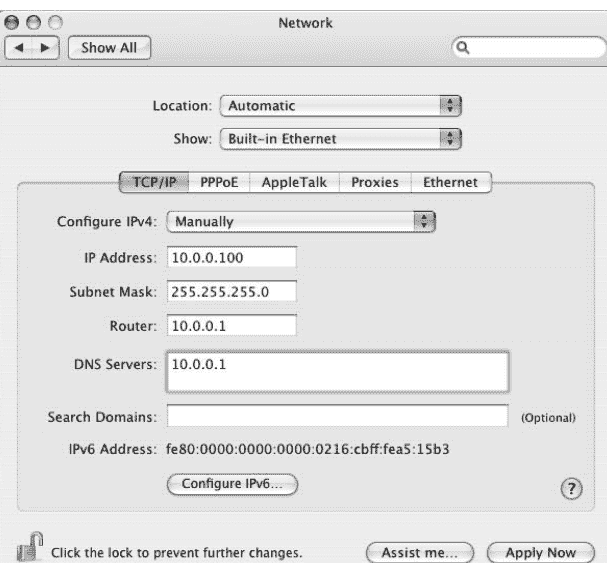 Network
Show All
Location: Automatic
Show: Built-in Ethernet
TCP/IP PPPoE AppleTalk Proxies Ethernet
Configure IPv4: Manually
IP Address: 10.0.0.100
Subnet Mask: 255.255.255.0
Router: 10.0.0.1
DNS Servers: 10.0.0.1
Search Domains: (Optional)
IPv6 Address: fe80:0000:0000:0000:0216:cbff:fea5:15b3
Configure IPv6...
?
Click the lock to prevent further changes. Assist me... Apply Now